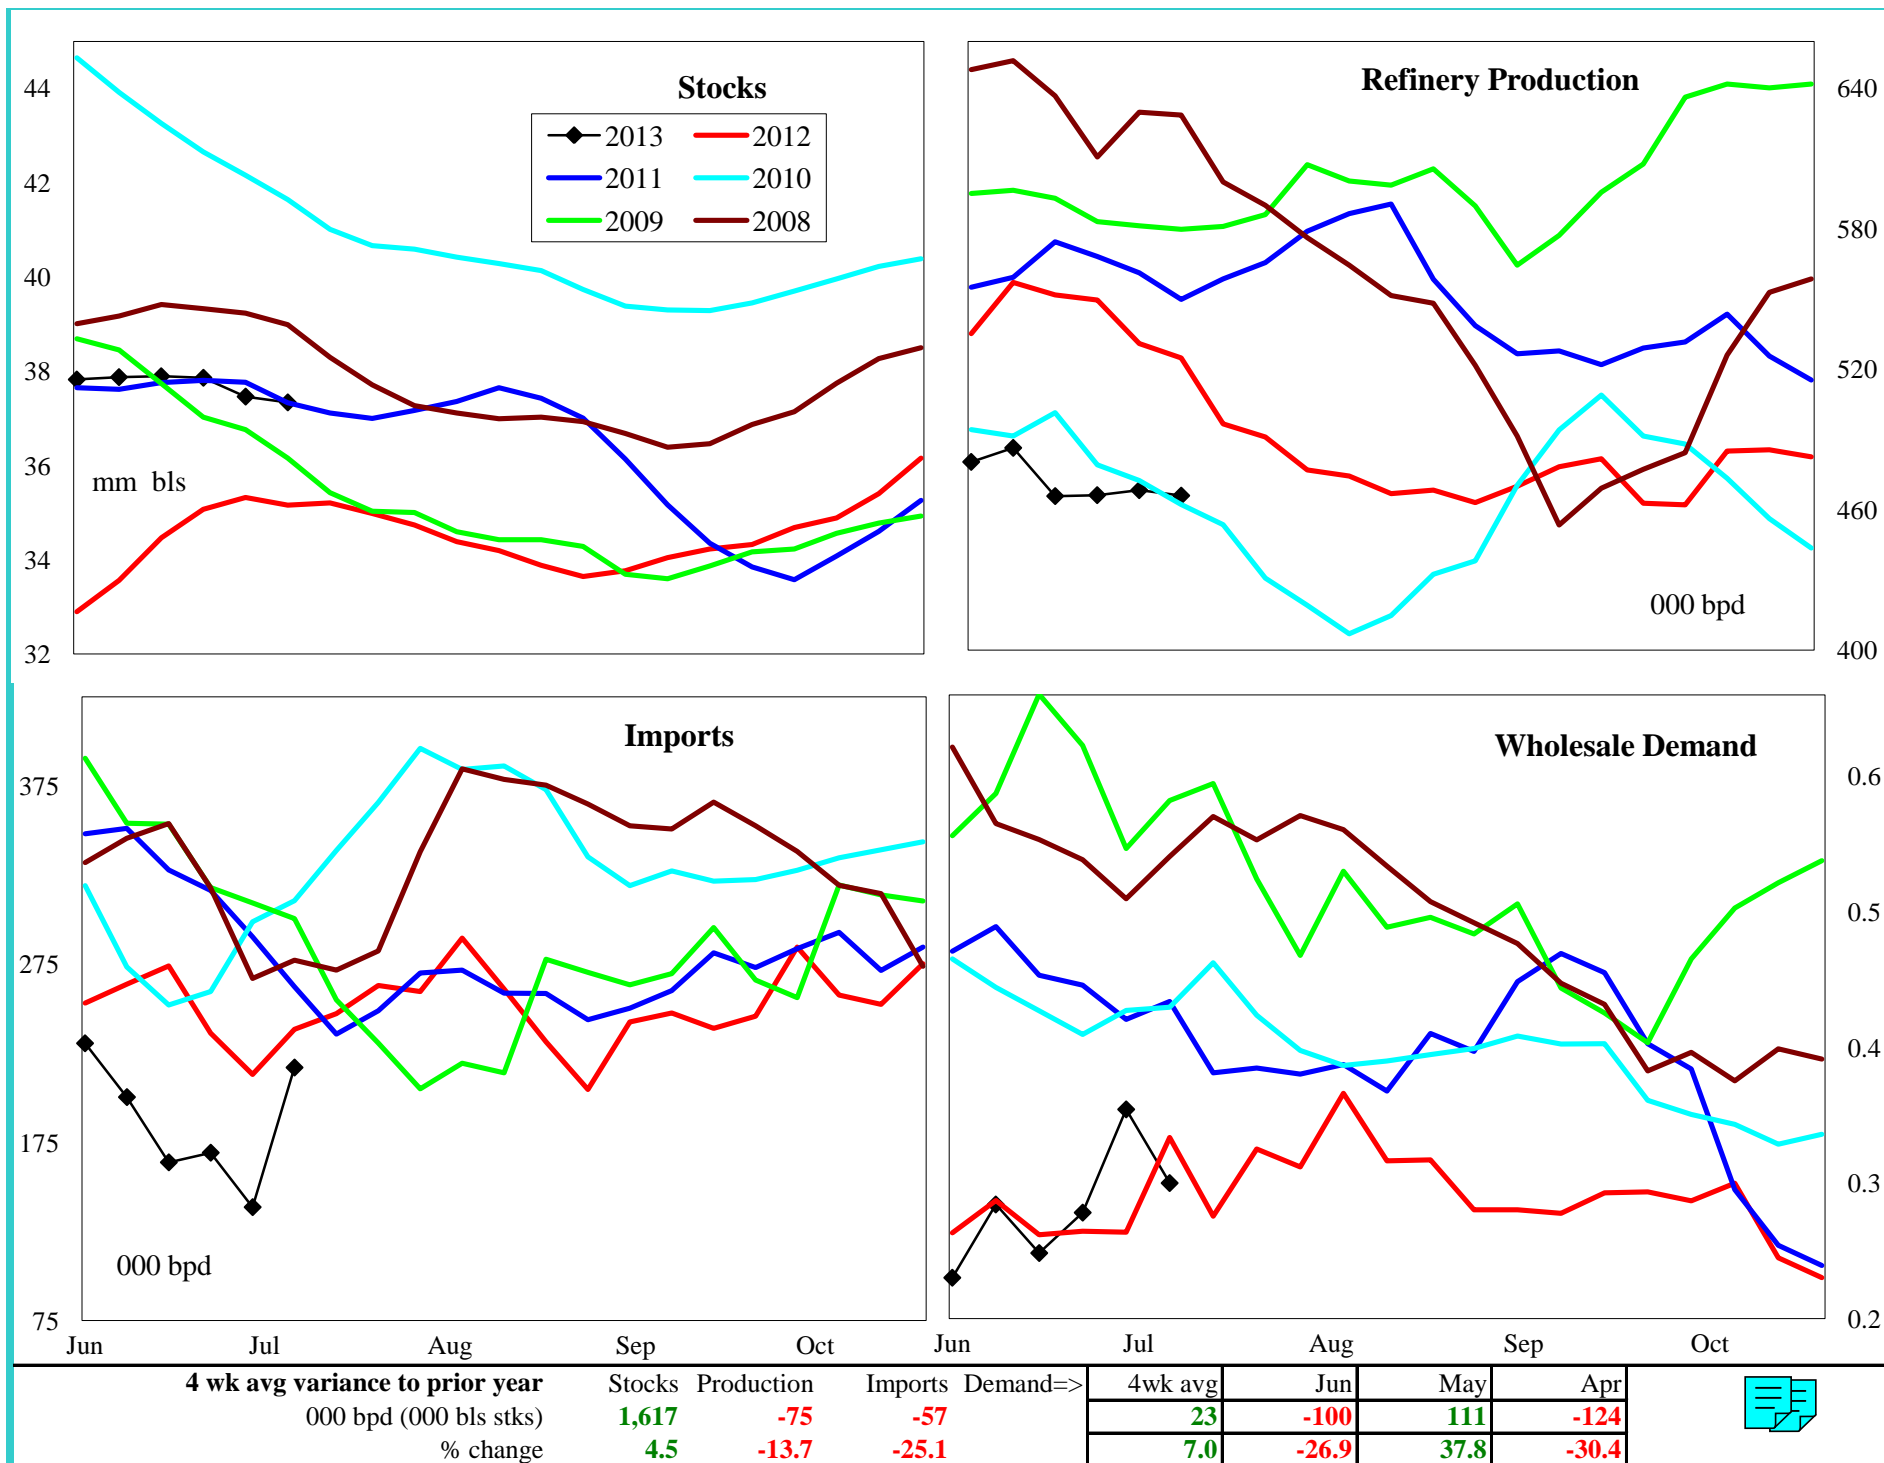 Stocks
44
42
40
38
36
34
32
2013 2012
2011 2010
2009 2008
mm bls
Refinery Production
640
580
520
460
400
000 bpd
Imports
375
275
175
75
000 bpd
Jun Jul Aug Sep Oct
Wholesale Demand
0.6
0.5
0.4
0.3
0.2
Jun Jul Aug Sep Oct
4 wk avg variance to prior year Stocks Production Imports Demand=> 4wk avg Jun May Apr
000 bpd (000 bls stks) 1,617 -75 -57 23 -100 111 -124
% change 4.5 -13.7 -25.1 7.0 -26.9 37.8 -30.4